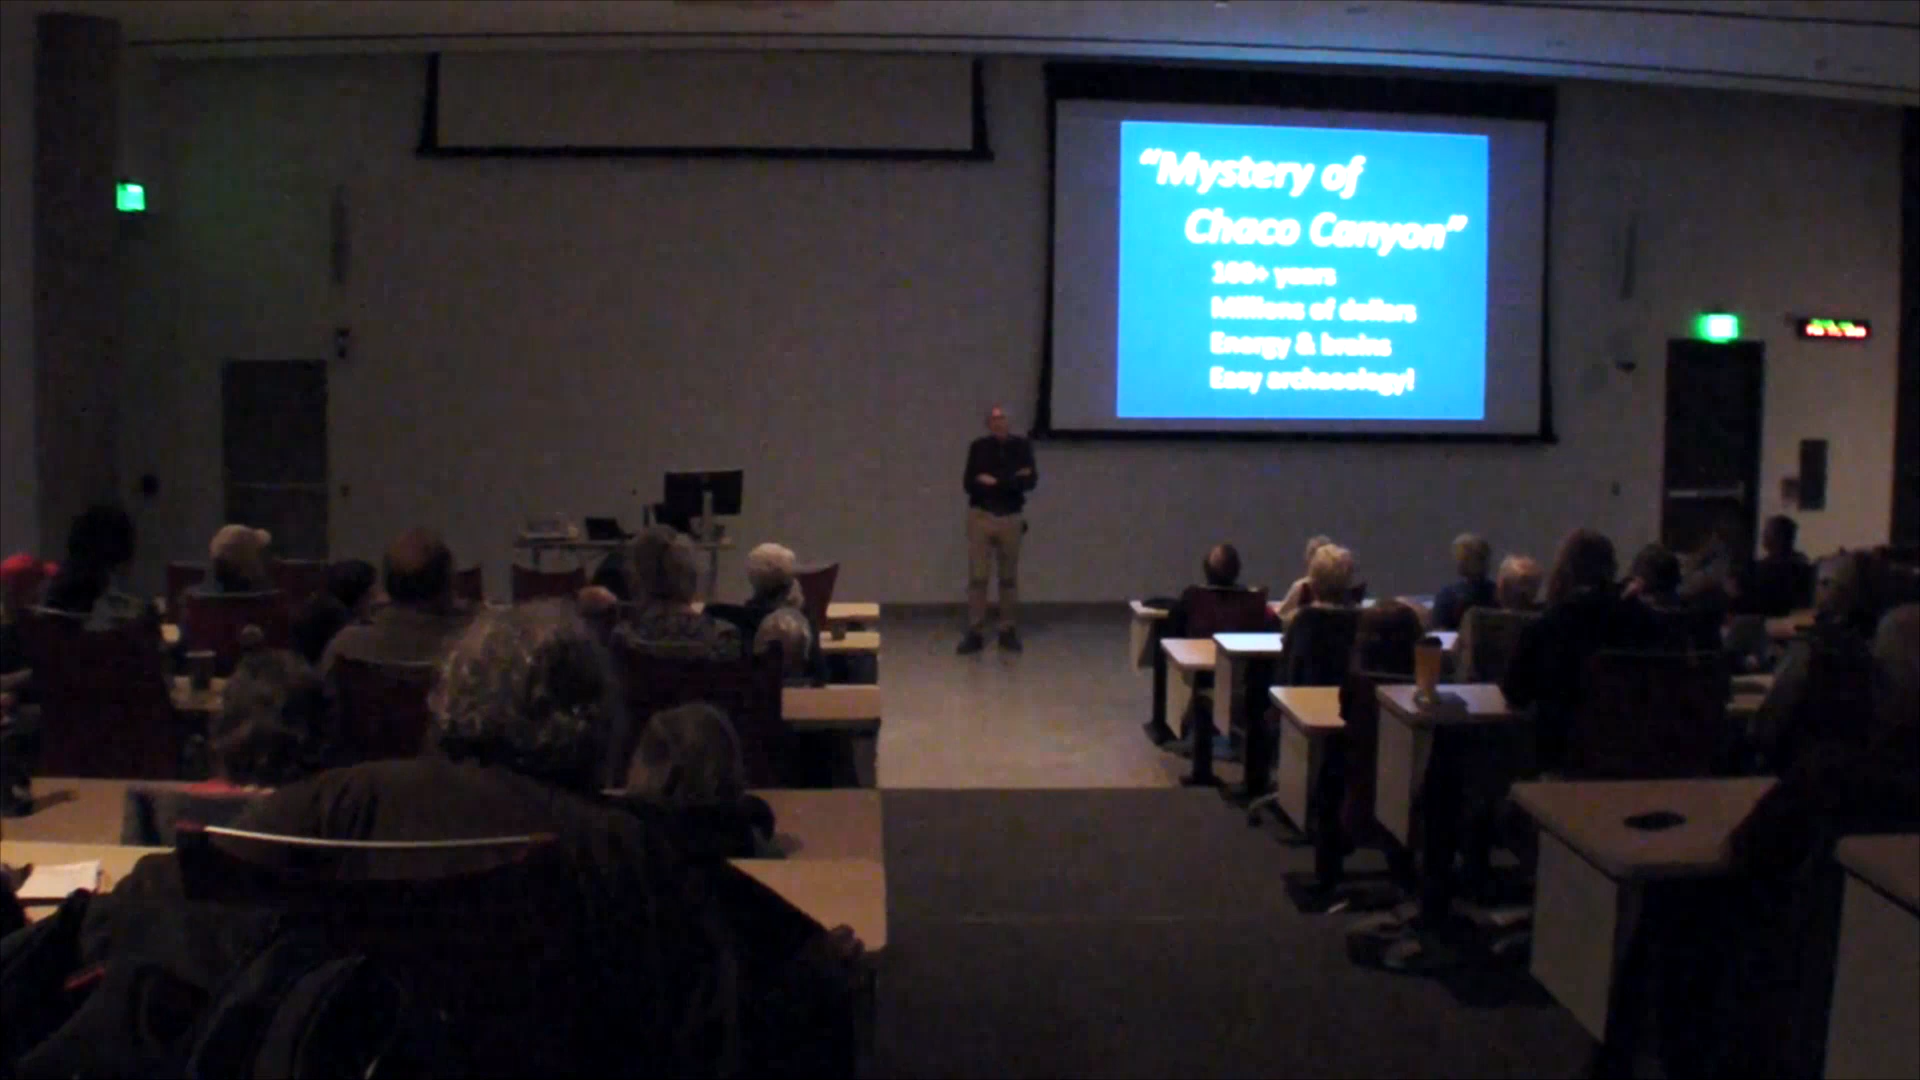 “Mystery of
Chaco Canyon”
100+ years
Millions of dollars
Energy & brains
Easy archaeology!